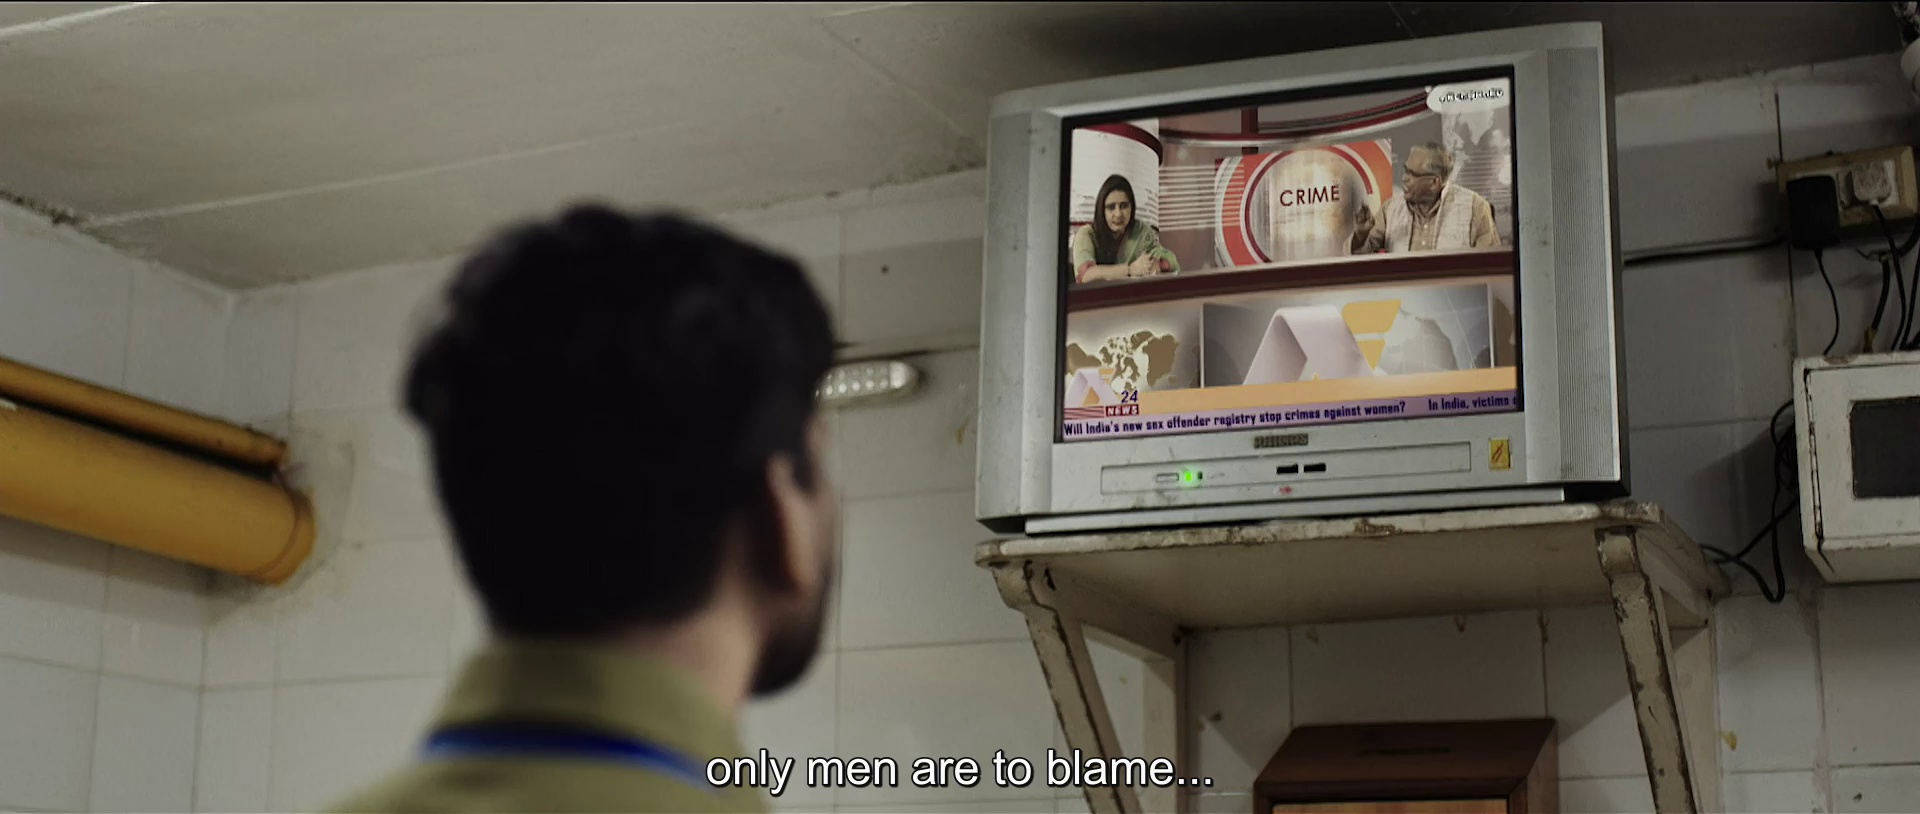 CRIME
24
NEWS
Will India's new sex offender registry stop crimes against women? In India, victims
PHILIPS
only men are to blame...